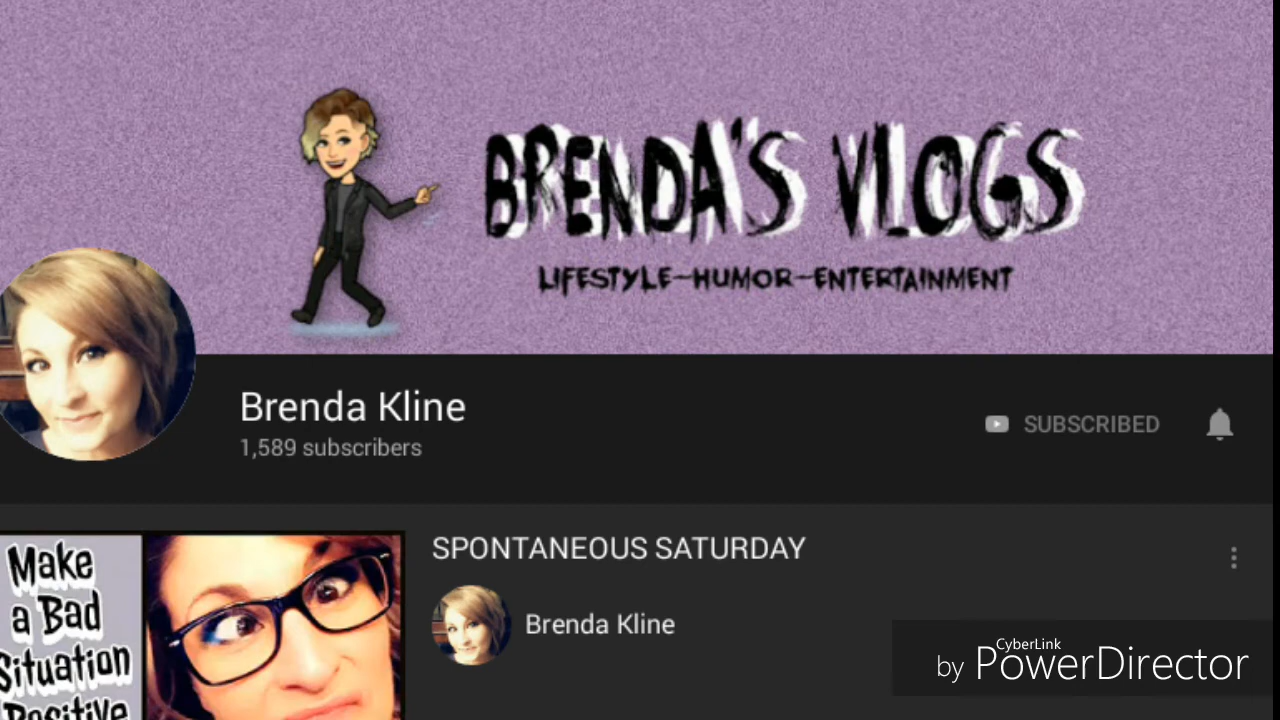 BRENDA'S VLOGS
LIFESTYLE-HUMOR-ENTERTAINMENT
Brenda Kline
1,589 subscribers
SUBSCRIBED
SPONTANEOUS SATURDAY
Brenda Kline
Make
a Bad
Situation
Positive
CyberLink
by PowerDirector